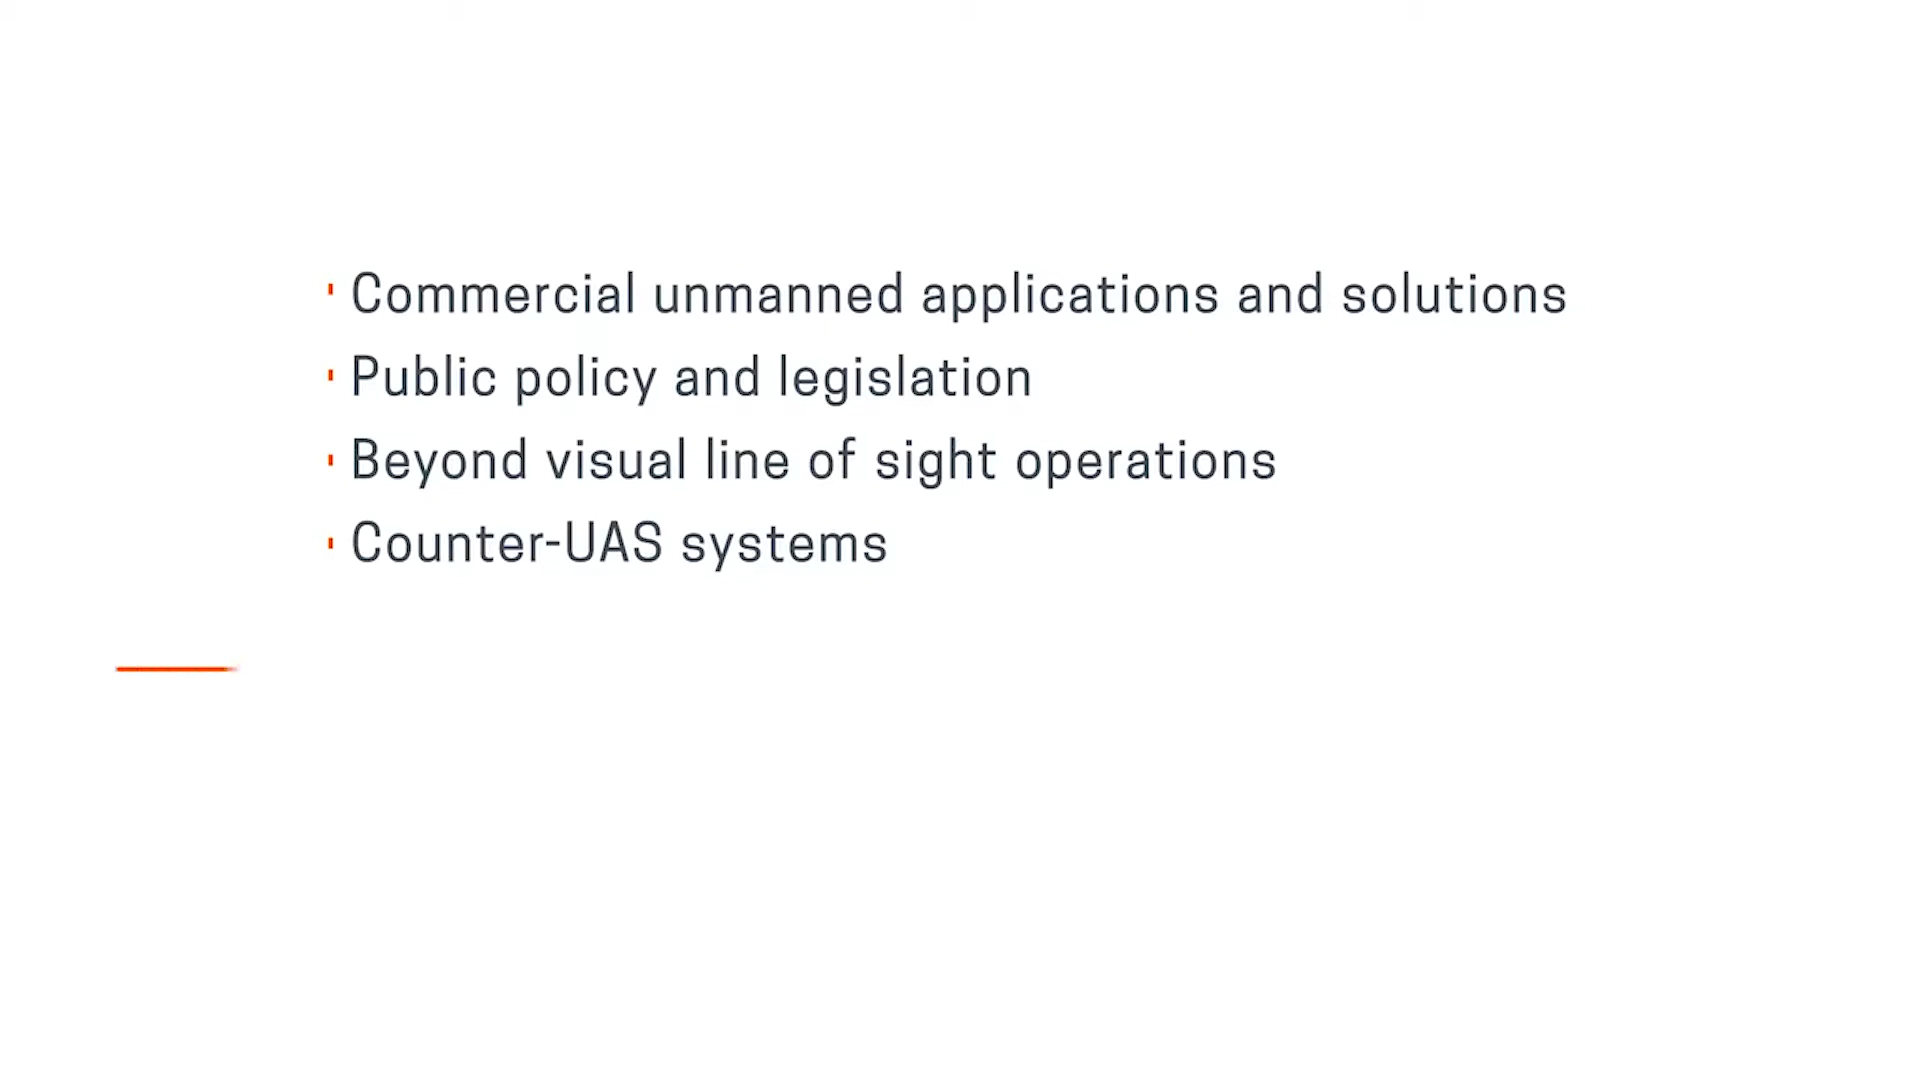 Commercial unmanned applications and solutions
Public policy and legislation
Beyond visual line of sight operations
Counter-UAS systems